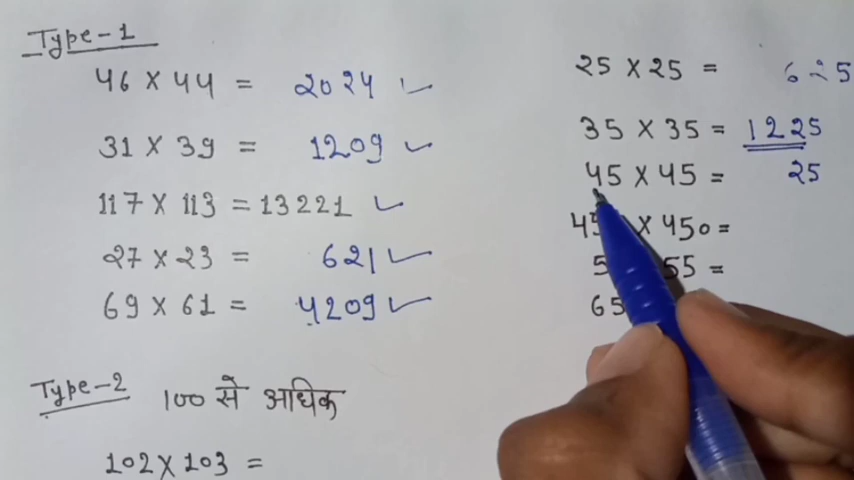 Type-1
46 X 44 = 2024
31 X 39 = 1209
117 X 113 = 13221
27 X 23 = 621
69 X 61 = 4209
Type-2 100 से अधिक
102 X 103 =
25 X 25 = 625
35 X 35 = 1225
45 X 45 = 25
X 450 =
55 =
65